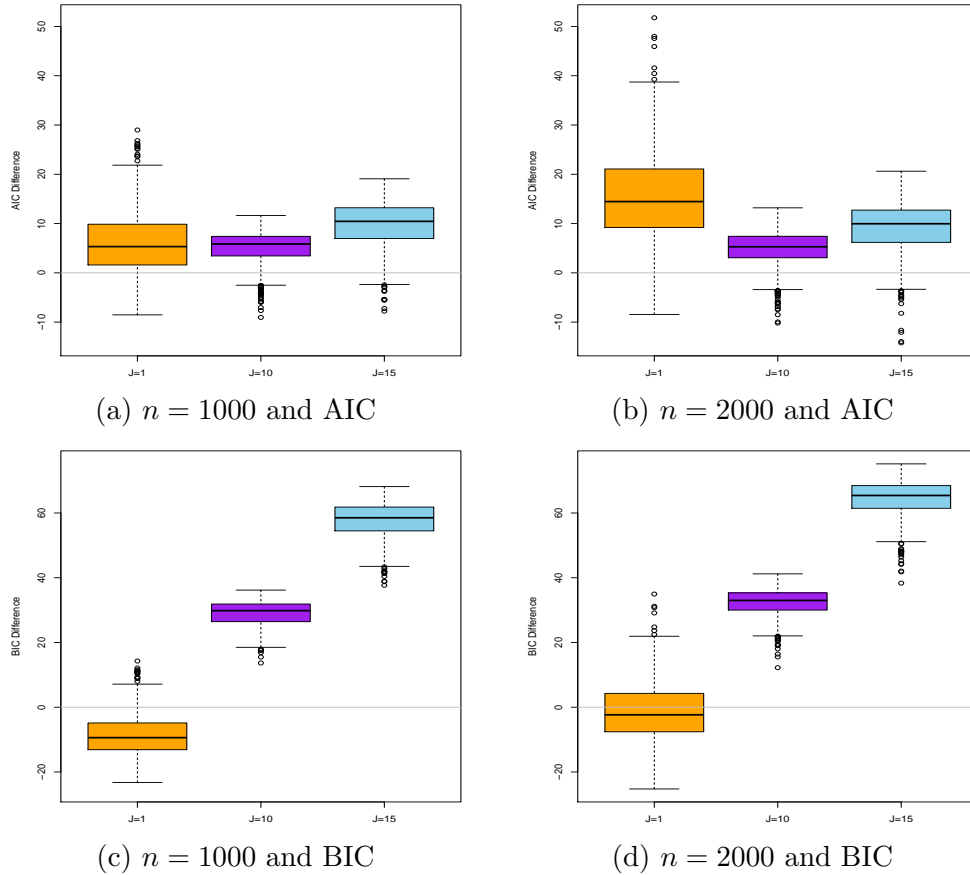 AIC Difference
50
40
30
20
10
0
−10
J=1 J=10 J=15
(a) n = 1000 and AIC
AIC Difference
50
40
30
20
10
0
−10
J=1 J=10 J=15
(b) n = 2000 and AIC
BIC Difference
60
40
20
0
−20
J=1 J=10 J=15
(c) n = 1000 and BIC
BIC Difference
60
40
20
0
−20
J=1 J=10 J=15
(d) n = 2000 and BIC